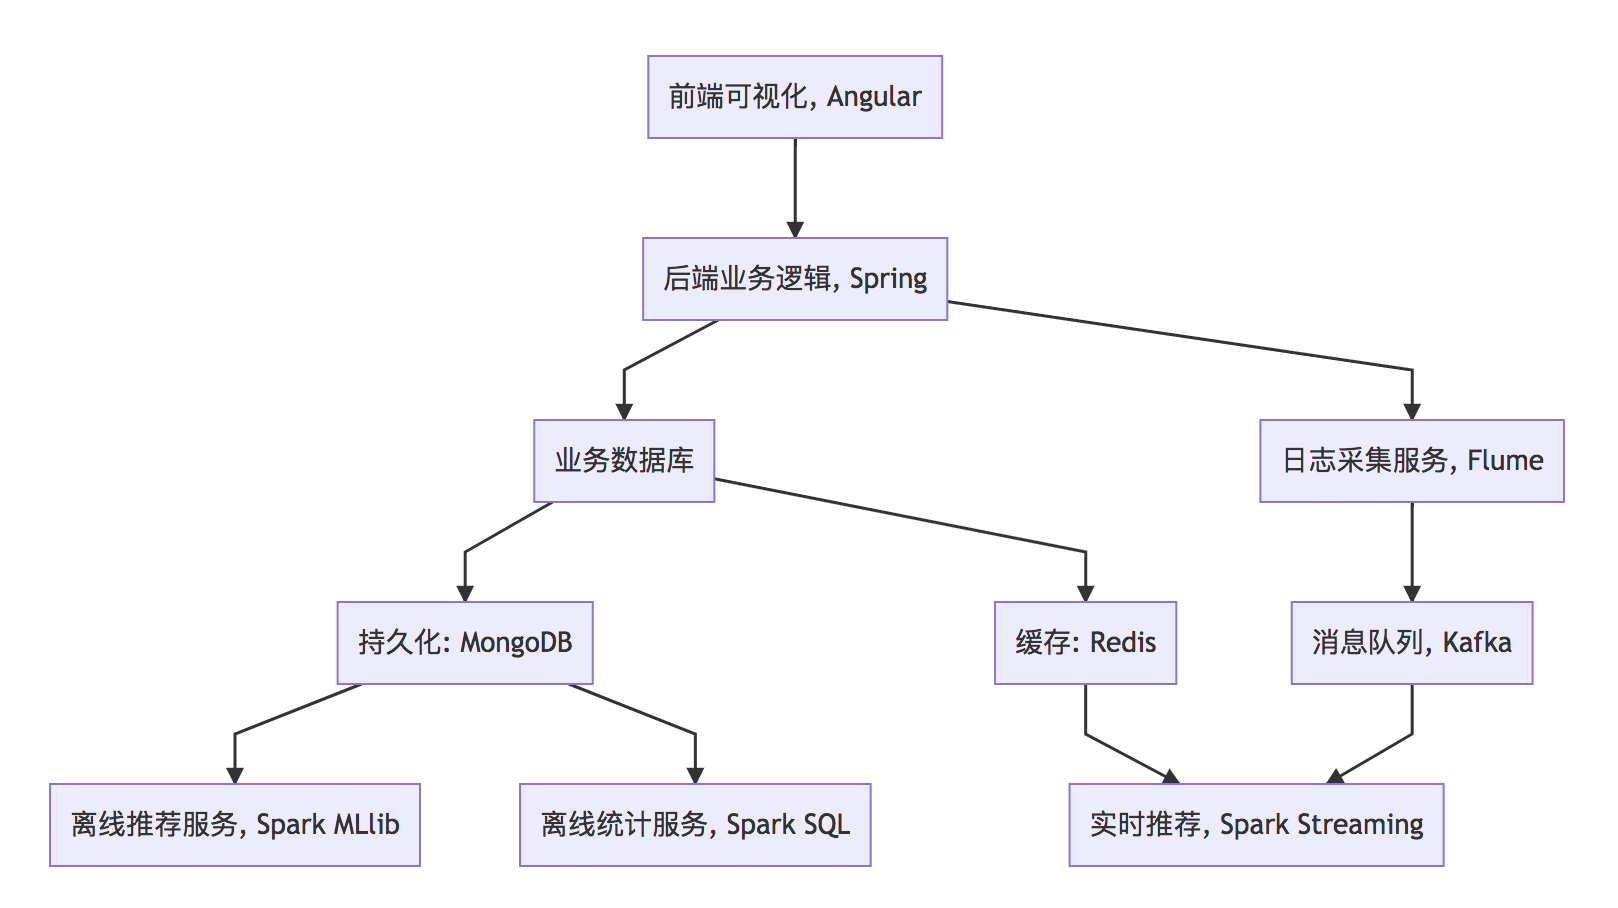 前端可视化, Angular
后端业务逻辑, Spring
业务数据库
日志采集服务, Flume
持久化: MongoDB
缓存: Redis
消息队列, Kafka
离线推荐服务, Spark MLlib
离线统计服务, Spark SQL
实时推荐, Spark Streaming